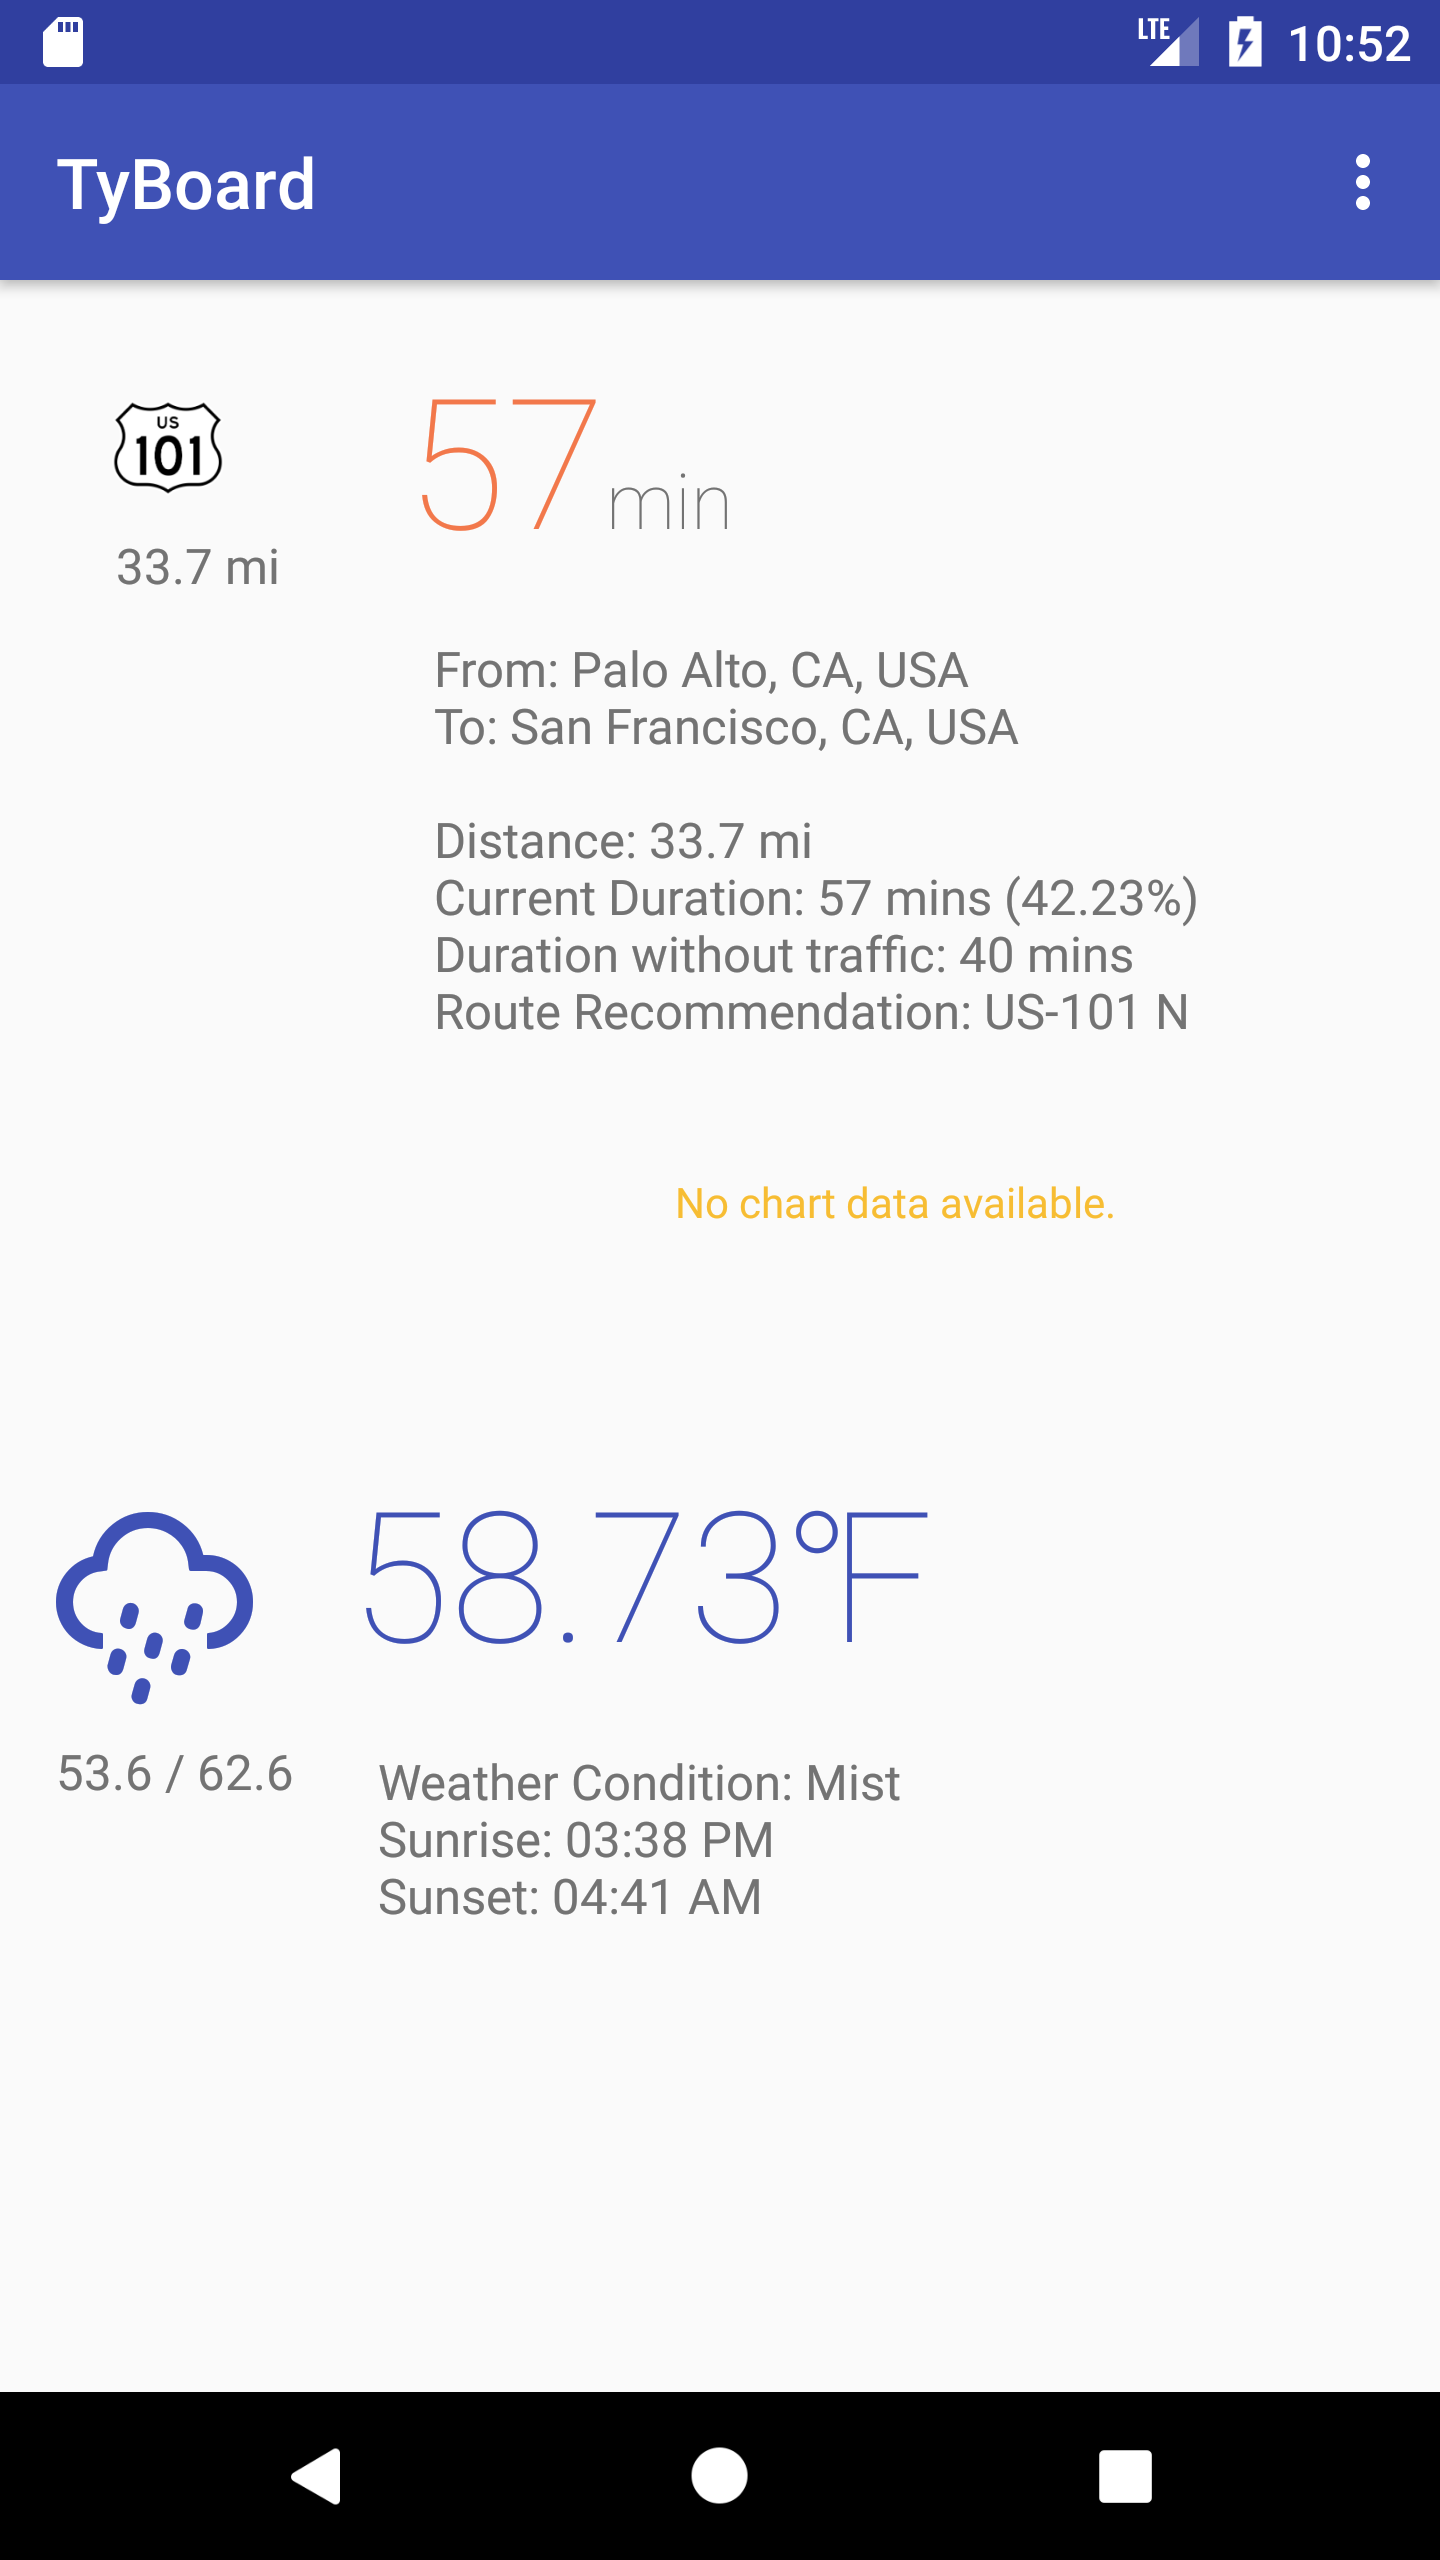 LTE 10:52
TyBoard
US
101
57 min
33.7 mi
From: Palo Alto, CA, USA
To: San Francisco, CA, USA
Distance: 33.7 mi
Current Duration: 57 mins (42.23%)
Duration without traffic: 40 mins
Route Recommendation: US-101 N
No chart data available.
58.73°F
53.6 / 62.6
Weather Condition: Mist
Sunrise: 03:38 PM
Sunset: 04:41 AM